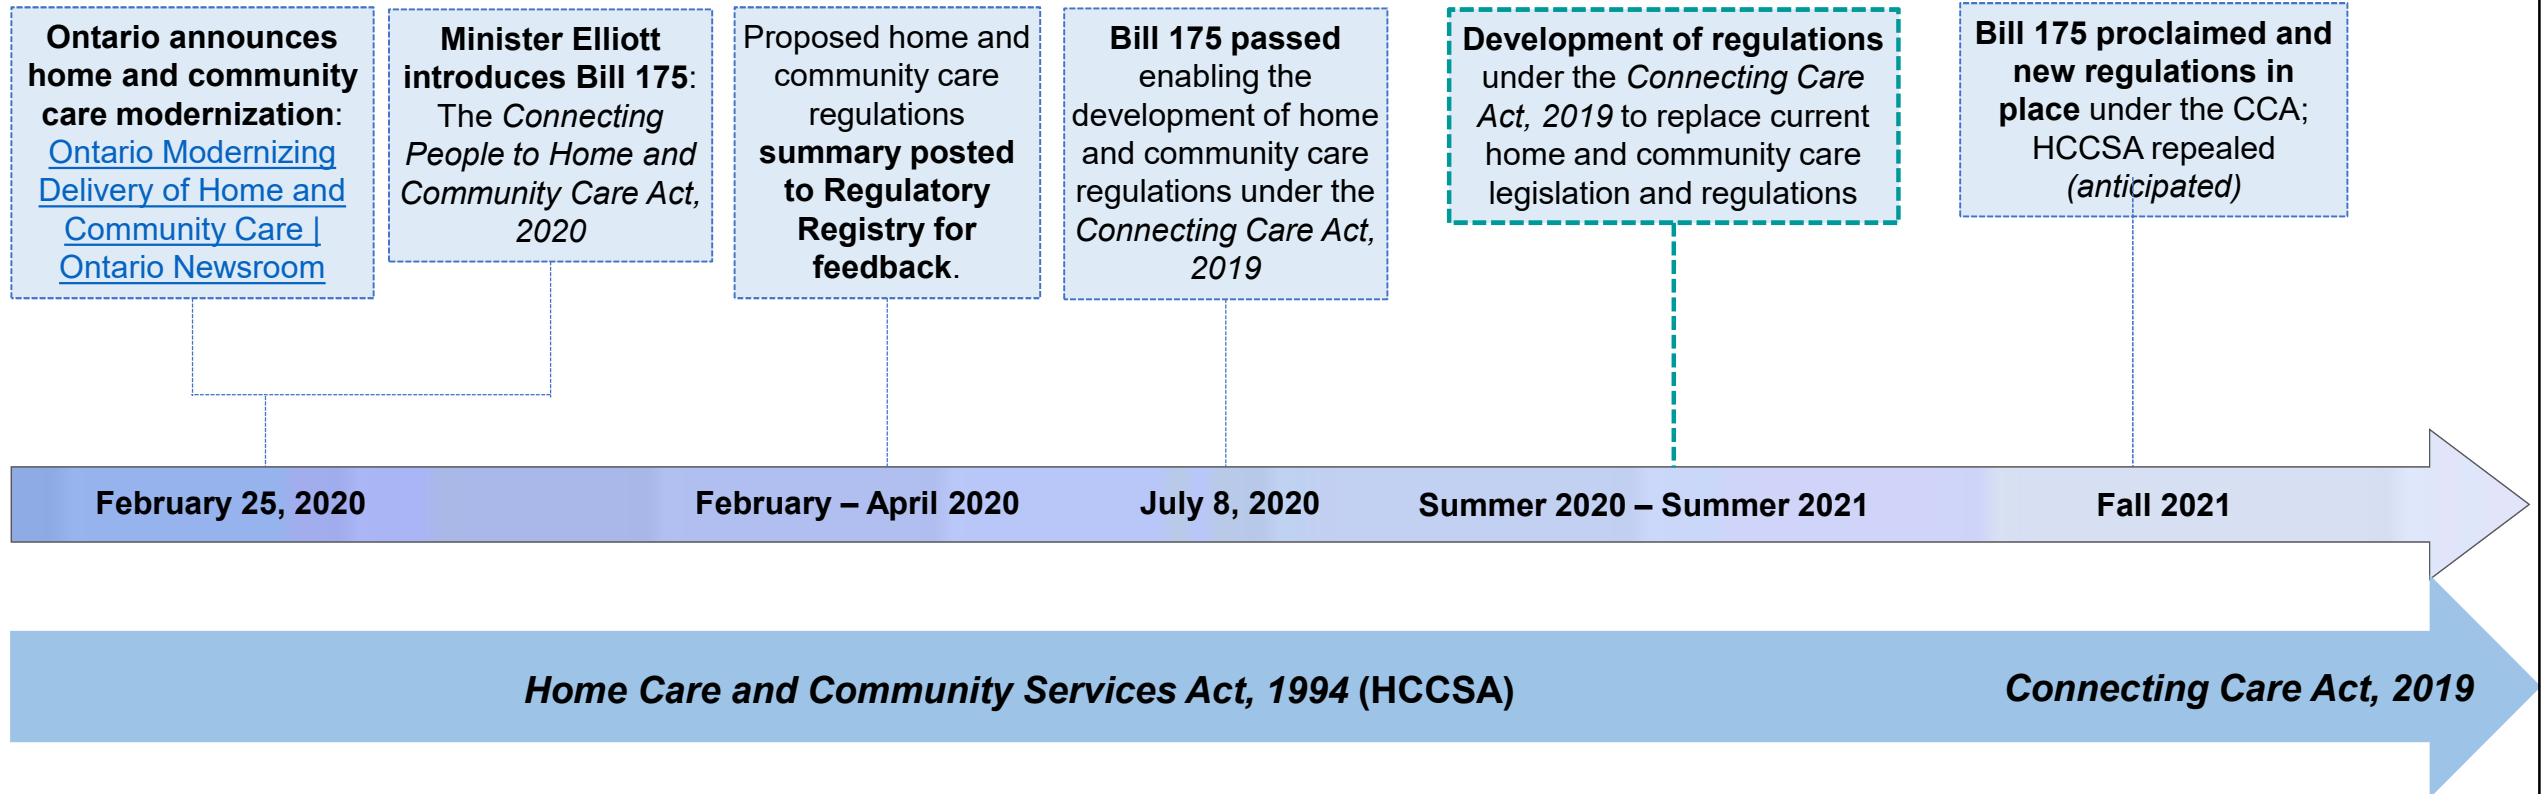 Ontario announces
home and community
care modernization:
Ontario Modernizing
Delivery of Home and
Community Care |
Ontario Newsroom
Minister Elliott
introduces Bill 175:
The Connecting
People to Home and
Community Care Act,
2020
Proposed home and
community care
regulations
summary posted
to Regulatory
Registry for
feedback.
Bill 175 passed
enabling the
development of home
and community care
regulations under the
Connecting Care Act,
2019
Development of regulations
under the Connecting Care
Act, 2019 to replace current
home and community care
legislation and regulations
Bill 175 proclaimed and
new regulations in
place under the CCA;
HCCSA repealed
(anticipated)
February 25, 2020
February – April 2020
July 8, 2020
Summer 2020 – Summer 2021
Fall 2021
Home Care and Community Services Act, 1994 (HCCSA)
Connecting Care Act, 2019